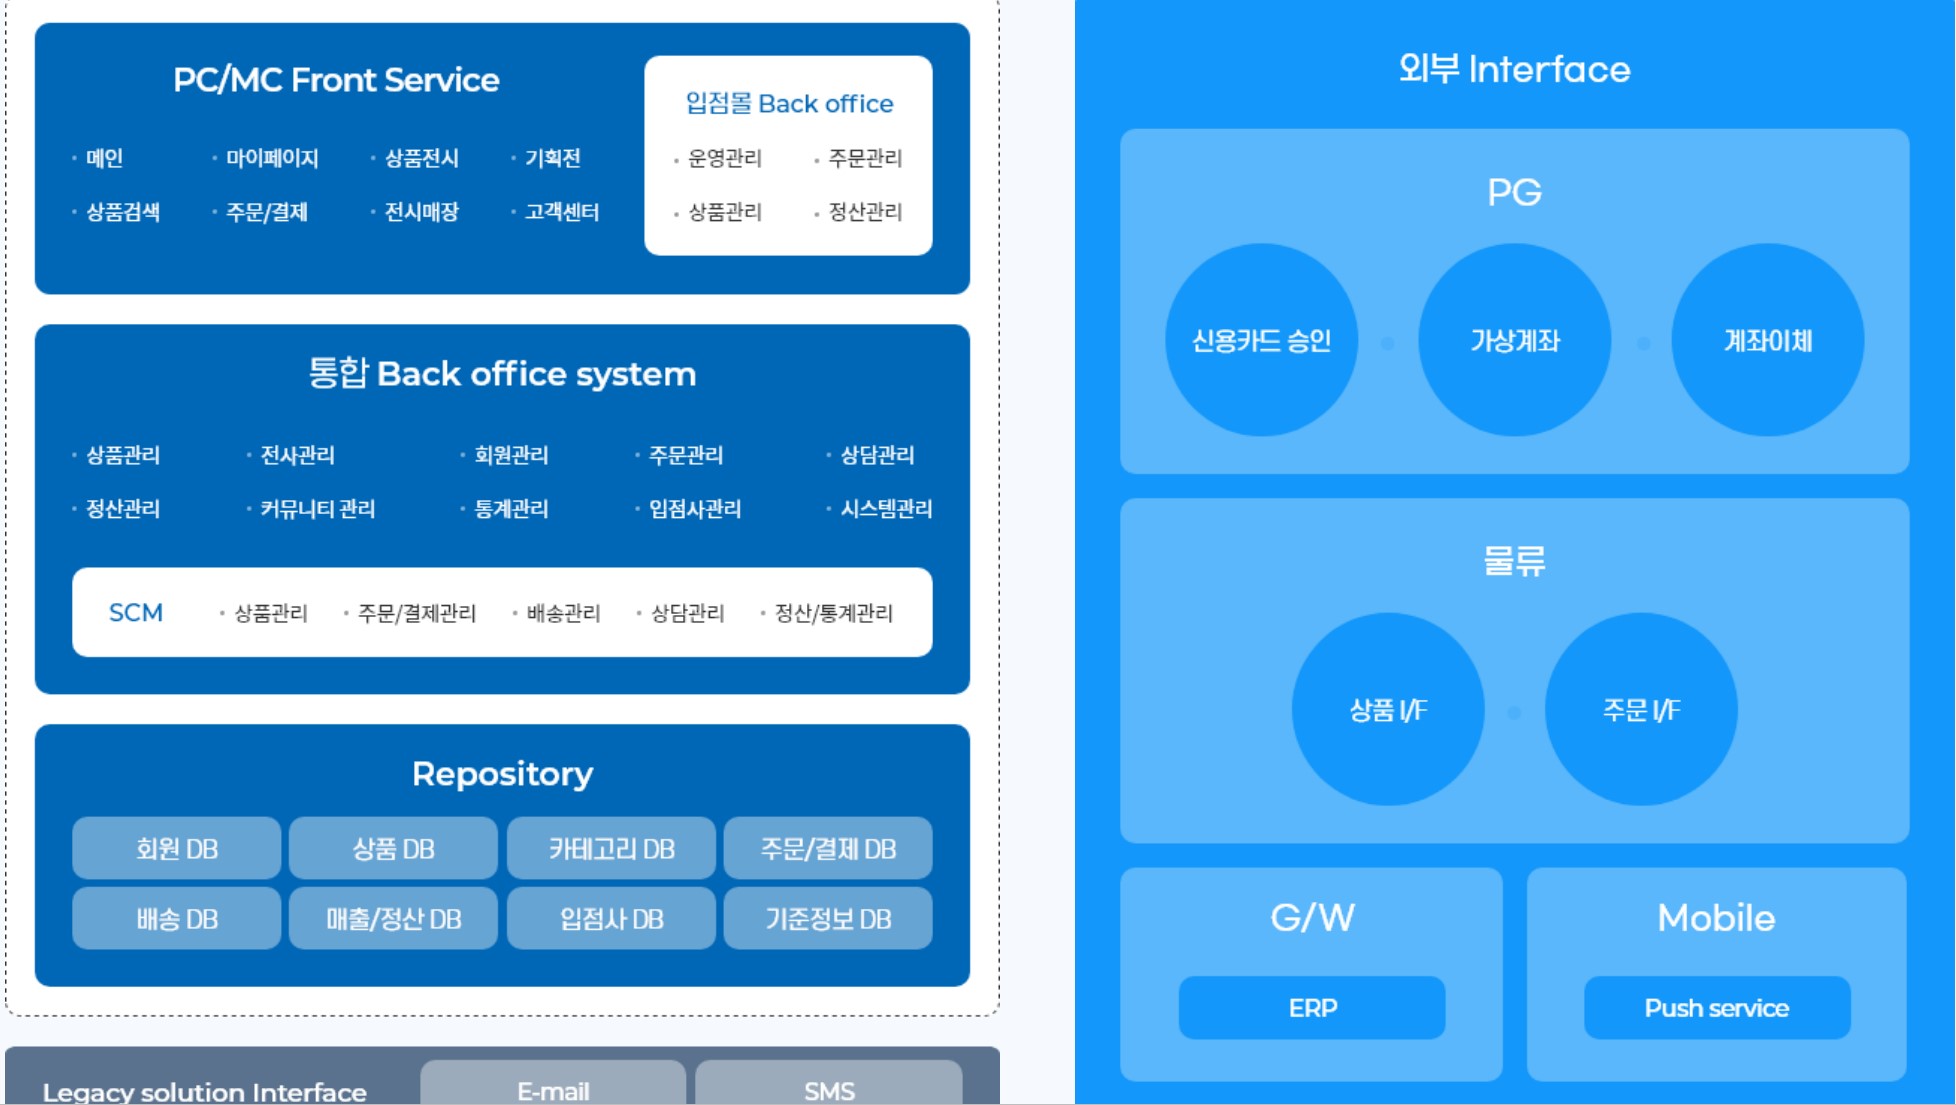 PC/MC Front Service
· 메인 · 마이페이지 · 상품전시 · 기획전
· 상품검색 · 주문/결제 · 전시매장 · 고객센터
입점몰 Back office
· 운영관리 · 주문관리
· 상품관리 · 정산관리
통합 Back office system
· 상품관리 · 전사관리 · 회원관리 · 주문관리 · 상담관리
· 정산관리 · 커뮤니티 관리 · 통계관리 · 입점사관리 · 시스템관리
SCM · 상품관리 · 주문/결제관리 · 배송관리 · 상담관리 · 정산/통계관리
Repository
회원 DB 상품 DB 카테고리 DB 주문/결제 DB
배송 DB 매출/정산 DB 입점사 DB 기준정보 DB
Legacy solution Interface E-mail SMS
외부 Interface
PG
신용카드 승인 가상계좌 계좌이체
물류
상품 I/F 주문 I/F
G/W
ERP
Mobile
Push service